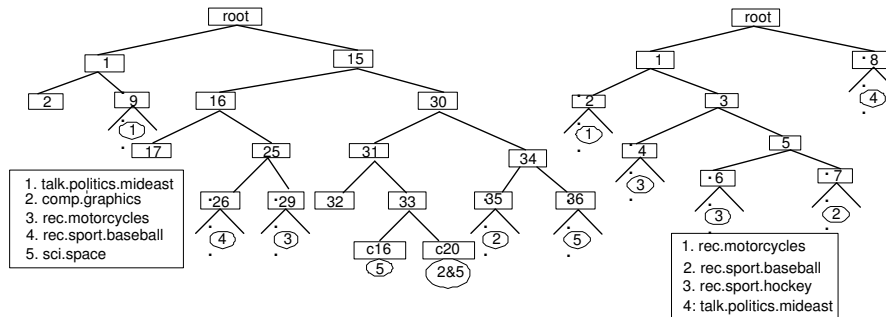 root
root
1
15
1
8
2
9
16
30
2
3
4
1
1
17
25
31
34
4
5
1. talk.politics.mideast
2. comp.graphics
3. rec.motorcycles
4. rec.sport.baseball
5. sci.space
26
29
32
33
35
36
3
6
7
4
3
c16
c20
2
5
3
2
5
2&5
1. rec.motorcycles
2. rec.sport.baseball
3. rec.sport.hockey
4: talk.politics.mideast